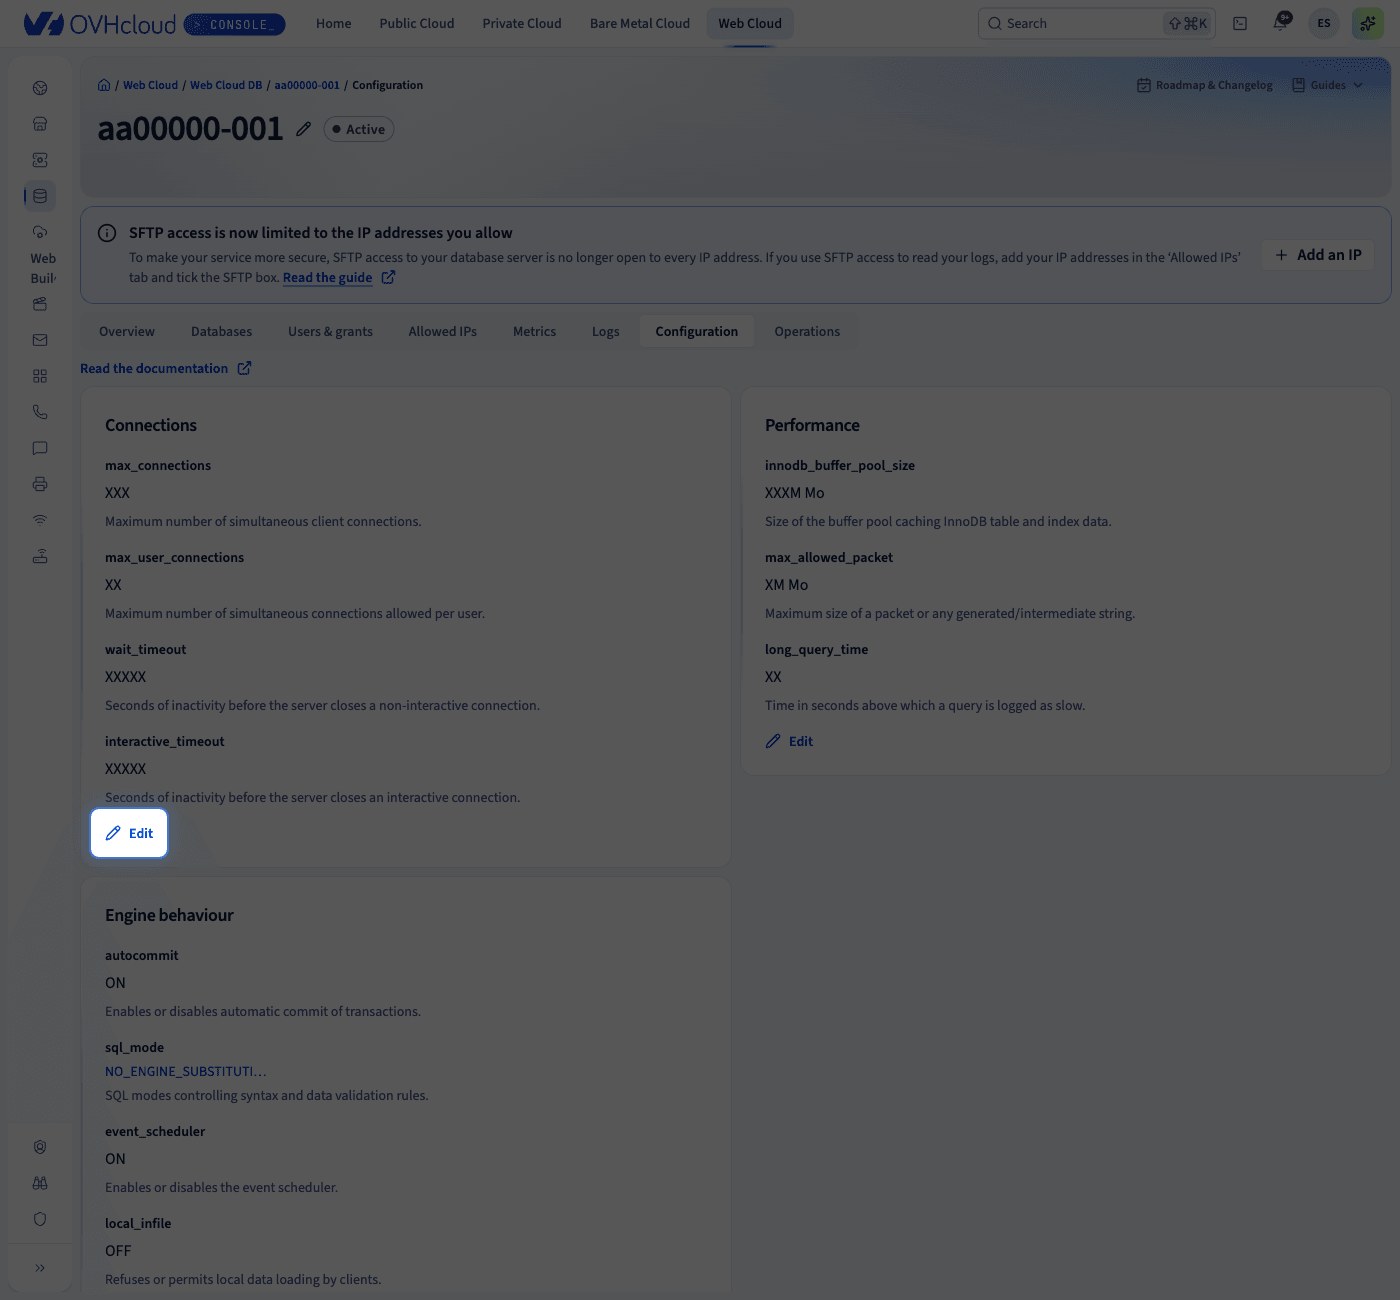 OVHcloud
CONSOLE_
Home
Public Cloud
Private Cloud
Bare Metal Cloud
Web Cloud
Search
⇧⌘K
9+
ES
/ Web Cloud / Web Cloud DB / aa00000-001 / Configuration
Roadmap & Changelog
Guides
aa00000-001
Active
Web
SFTP access is now limited to the IP addresses you allow
To make your service more secure, SFTP access to your database server is no longer open to every IP address. If you use SFTP access to read your logs, add your IP addresses in the ‘Allowed IPs’
tab and tick the SFTP box. Read the guide
Add an IP
Overview
Databases
Users & grants
Allowed IPs
Metrics
Logs
Configuration
Operations
Read the documentation
Connections
max_connections
XXX
Maximum number of simultaneous client connections.
max_user_connections
XX
Maximum number of simultaneous connections allowed per user.
wait_timeout
XXXXX
Seconds of inactivity before the server closes a non-interactive connection.
interactive_timeout
XXXXX
Seconds of inactivity before the server closes an interactive connection.
Edit
Performance
innodb_buffer_pool_size
XXXM Mo
Size of the buffer pool caching InnoDB table and index data.
max_allowed_packet
XM Mo
Maximum size of a packet or any generated/intermediate string.
long_query_time
XX
Time in seconds above which a query is logged as slow.
Edit
Engine behaviour
autocommit
ON
Enables or disables automatic commit of transactions.
sql_mode
NO_ENGINE_SUBSTITUTI...
SQL modes controlling syntax and data validation rules.
event_scheduler
ON
Enables or disables the event scheduler.
local_infile
OFF
Refuses or permits local data loading by clients.